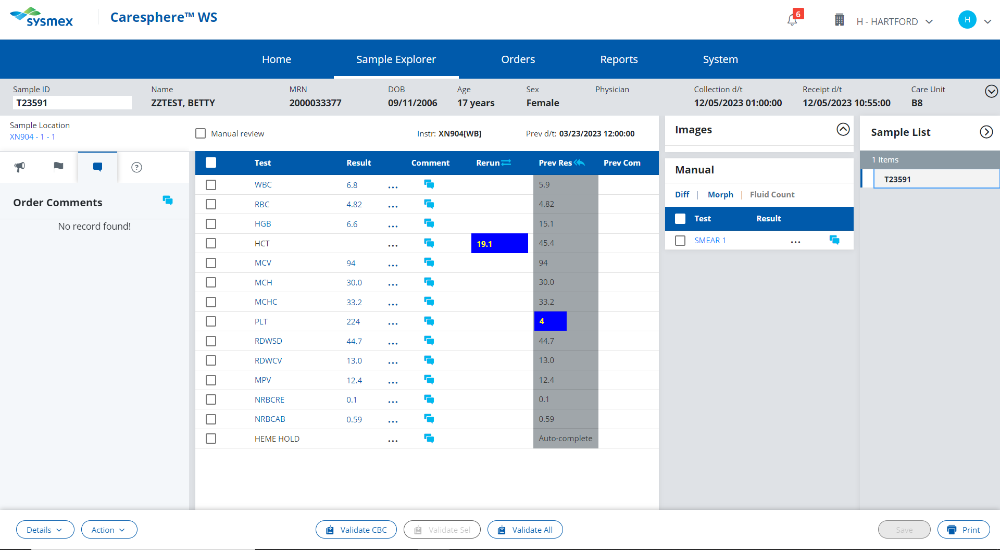 sysmex
Caresphere™ WS
6
H - HARTFORD
H
Home Sample Explorer Orders Reports System
Sample ID Name MRN DOB Age Sex Physician Collection d/t Receipt d/t Care Unit
T23591 ZZTEST, BETTY 2000033377 09/11/2006 17 years Female 12/05/2023 01:00:00 12/05/2023 10:55:00 B8
Sample Location
XN904 - 1 - 1
Manual review Instr: XN904[WB] Prev d/t: 03/23/2023 12:00:00
?
Order Comments
No record found!
Test Result Comment Rerun Prev Res Prev Com
WBC 6.8 ... 5.9
RBC 4.82 ... 4.82
HGB 6.6 ... 15.1
HCT ... 19.1 45.4
MCV 94 ... 94
MCH 30.0 ... 30.0
MCHC 33.2 ... 33.2
PLT 224 ... 4
RDWSD 44.7 ... 44.7
RDWCV 13.0 ... 13.0
MPV 12.4 ... 12.4
NRBCRE 0.1 ... 0.1
NRBCAB 0.59 ... 0.59
HEME HOLD ... Auto-complete
Images
Manual
Diff | Morph | Fluid Count
Test Result
SMEAR 1 ...
Sample List
1 Items
T23591
Details Action Validate CBC Validate Sel Validate All Save Print